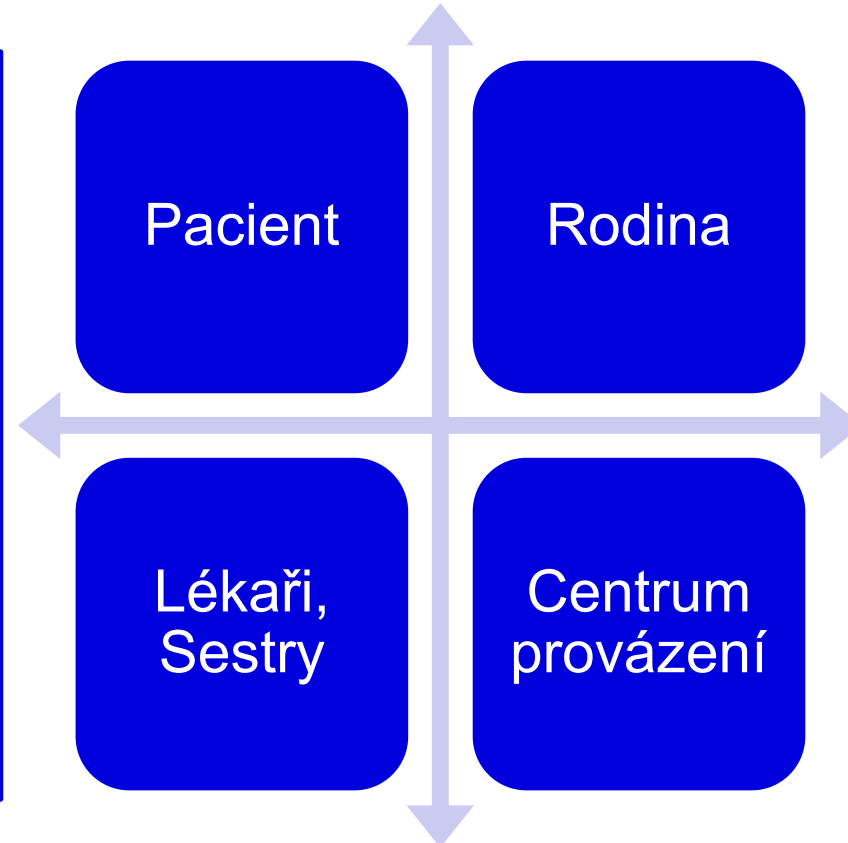 Pacient
Rodina
Lékaři,
Sestry
Centrum
provázení